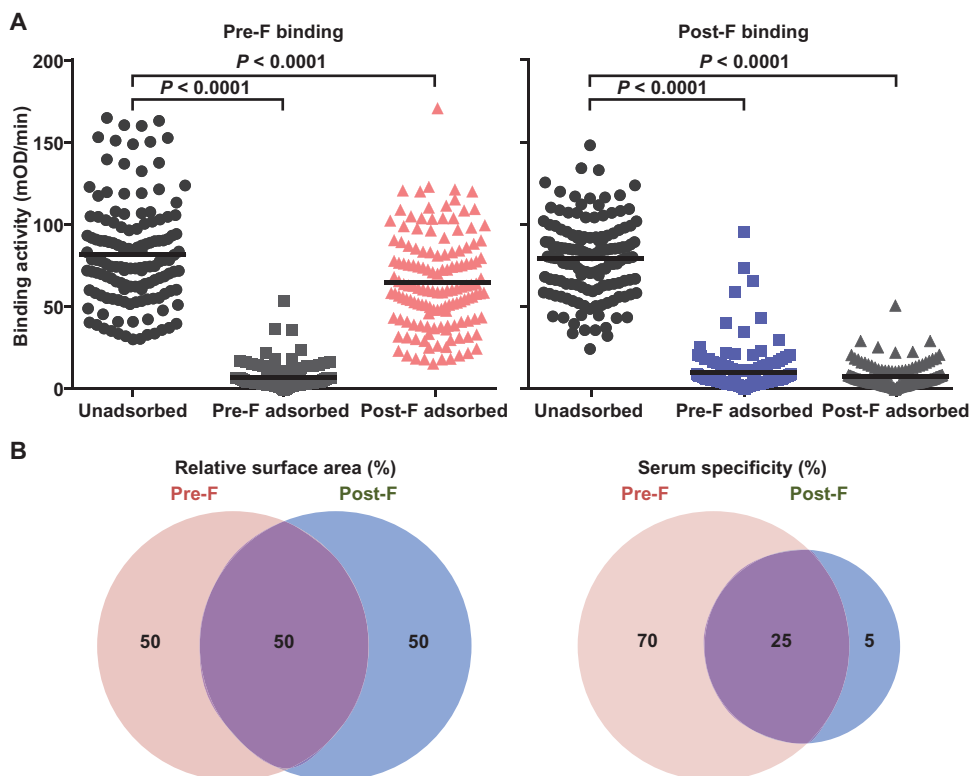 A
Pre-F binding
Post-F binding
P < 0.0001
P < 0.0001
P < 0.0001
P < 0.0001
Binding activity (mOD/min)
200
150
100
50
0
Unadsorbed Pre-F adsorbed Post-F adsorbed
Unadsorbed Pre-F adsorbed Post-F adsorbed
B
Relative surface area (%)
Pre-F Post-F
50 50 50
Serum specificity (%)
Pre-F Post-F
70 25 5